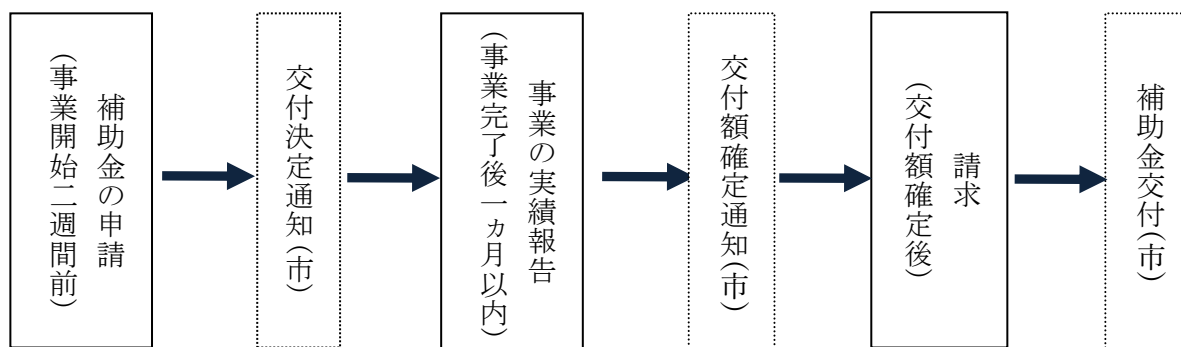 補助金の申請
(事業開始二週間前)
交付決定通知(市)
事業の実績報告
(事業完了後一ヵ月以内)
交付額確定通知(市)
請求
(交付額確定後)
補助金交付(市)